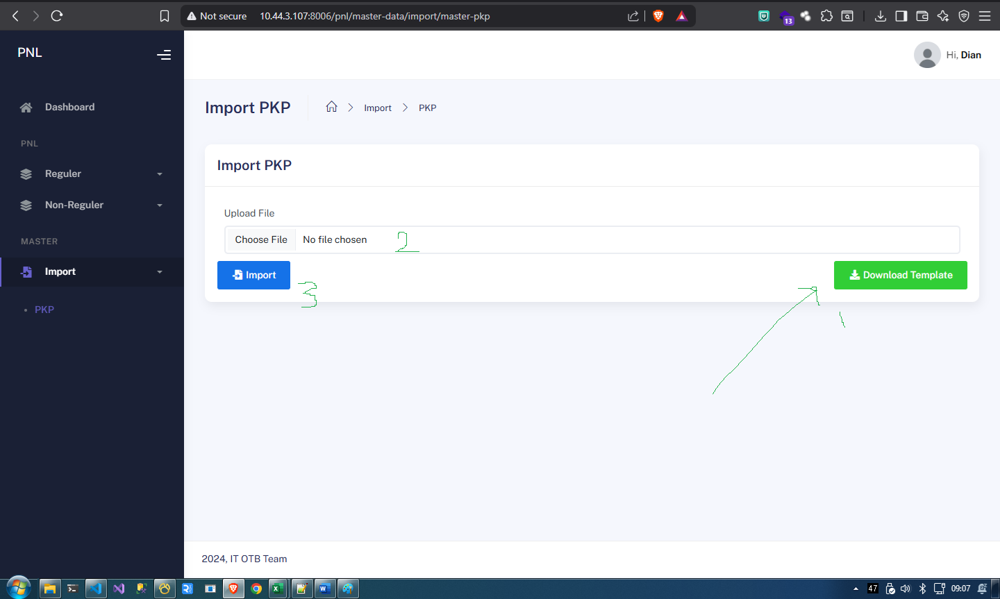 Not secure 10.44.3.107:8006/pnl/master-data/import/master-pkp
13
PNL
Hi, Dian
Dashboard
Import PKP
Import
PKP
PNL
Reguler
Non-Reguler
MASTER
Import
PKP
Import PKP
Upload File
Choose File No file chosen
2
Import
Download Template
3
1
2024, IT OTB Team
47
09:07